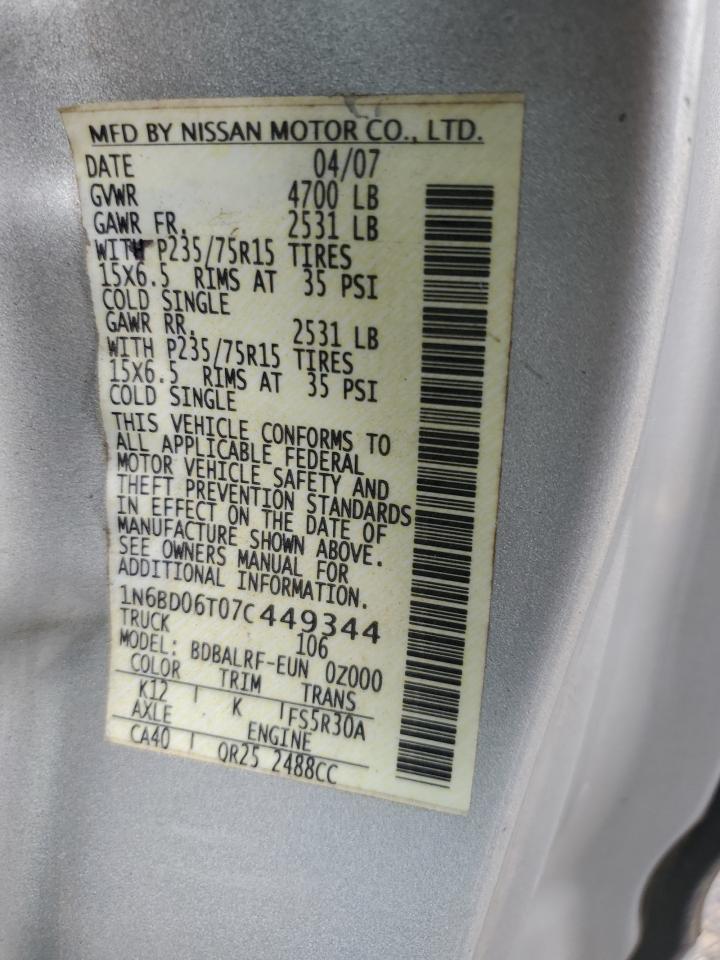 MFD BY NISSAN MOTOR CO., LTD.
DATE 04/07
GVWR 4700 LB
GAWR FR. 2531 LB
WITH P235/75R15 TIRES
15X6.5 RIMS AT 35 PSI
COLD SINGLE
GAWR RR. 2531 LB
WITH P235/75R15 TIRES
15X6.5 RIMS AT 35 PSI
COLD SINGLE
THIS VEHICLE CONFORMS TO
ALL APPLICABLE FEDERAL
MOTOR VEHICLE SAFETY AND
THEFT PREVENTION STANDARDS
IN EFFECT ON THE DATE OF
MANUFACTURE SHOWN ABOVE.
SEE OWNERS MANUAL FOR
ADDITIONAL INFORMATION.
1N6BD06T07C449344
TRUCK 106
MODEL: BDBALRF-EUN 0Z000
COLOR TRIM TRANS
K12 K FS5R30A
AXLE ENGINE
CA40 QR25 2488CC